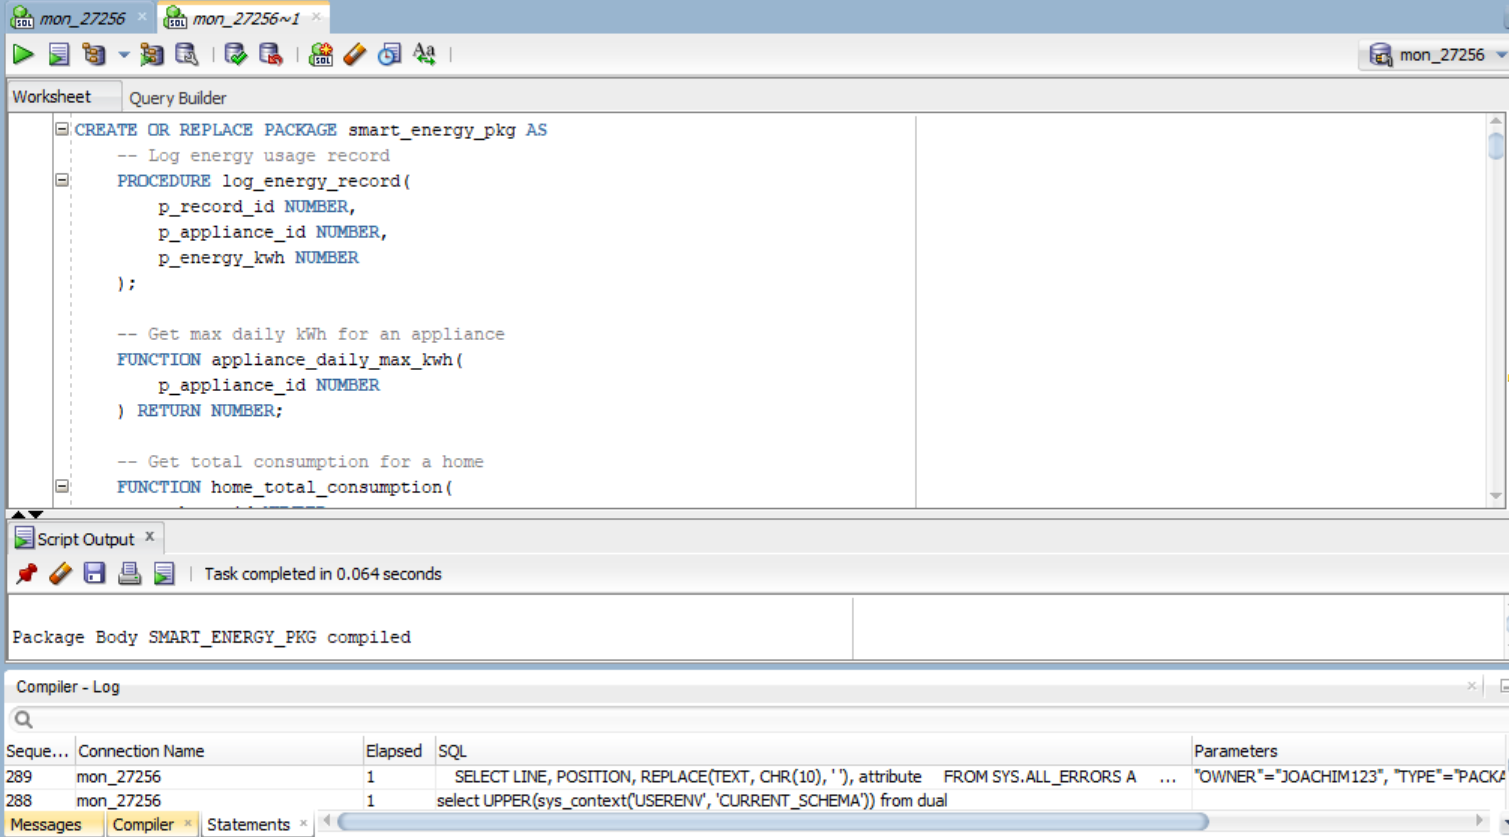 mon_27256
mon_27256~1
mon_27256
Worksheet Query Builder
CREATE OR REPLACE PACKAGE smart_energy_pkg AS
-- Log energy usage record
PROCEDURE log_energy_record(
p_record_id NUMBER,
p_appliance_id NUMBER,
p_energy_kwh NUMBER
);
-- Get max daily kWh for an appliance
FUNCTION appliance_daily_max_kwh(
p_appliance_id NUMBER
) RETURN NUMBER;
-- Get total consumption for a home
FUNCTION home_total_consumption(
Script Output
Task completed in 0.064 seconds
Package Body SMART_ENERGY_PKG compiled
Compiler - Log
Seque... Connection Name Elapsed SQL Parameters
289 mon_27256 1 SELECT LINE, POSITION, REPLACE(TEXT, CHR(10), ' '), attribute FROM SYS.ALL_ERRORS A ... "OWNER"="JOACHIM123", "TYPE"="PACKA
288 mon_27256 1 select UPPER(sys_context('USERENV', 'CURRENT_SCHEMA')) from dual
Messages Compiler Statements